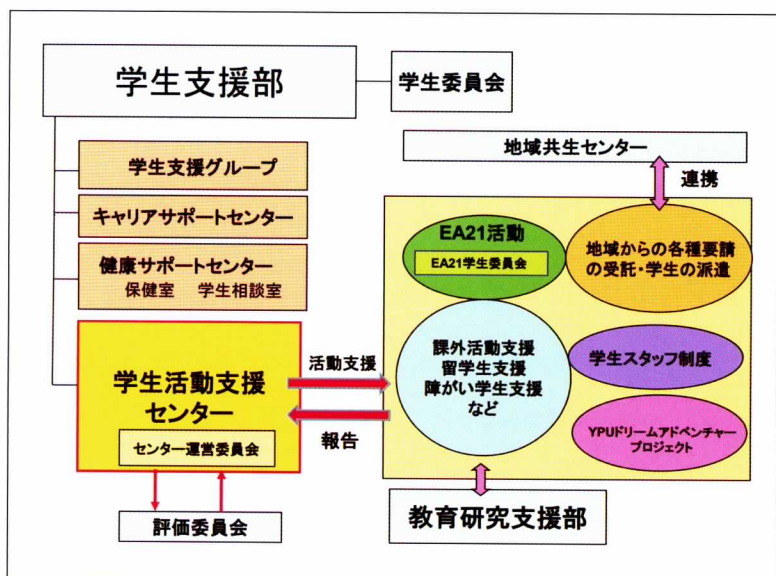 学生支援部
学生委員会
学生支援グループ
キャリアサポートセンター
健康サポートセンター
保健室　学生相談室
学生活動支援
センター
センター運営委員会
評価委員会
活動支援
報告
地域共生センター
連携
EA21活動
EA21学生委員会
地域からの各種要請
の受託・学生の派遣
課外活動支援
留学生支援
障がい学生支援
など
学生スタッフ制度
YPUドリームアドベンチャー
プロジェクト
教育研究支援部